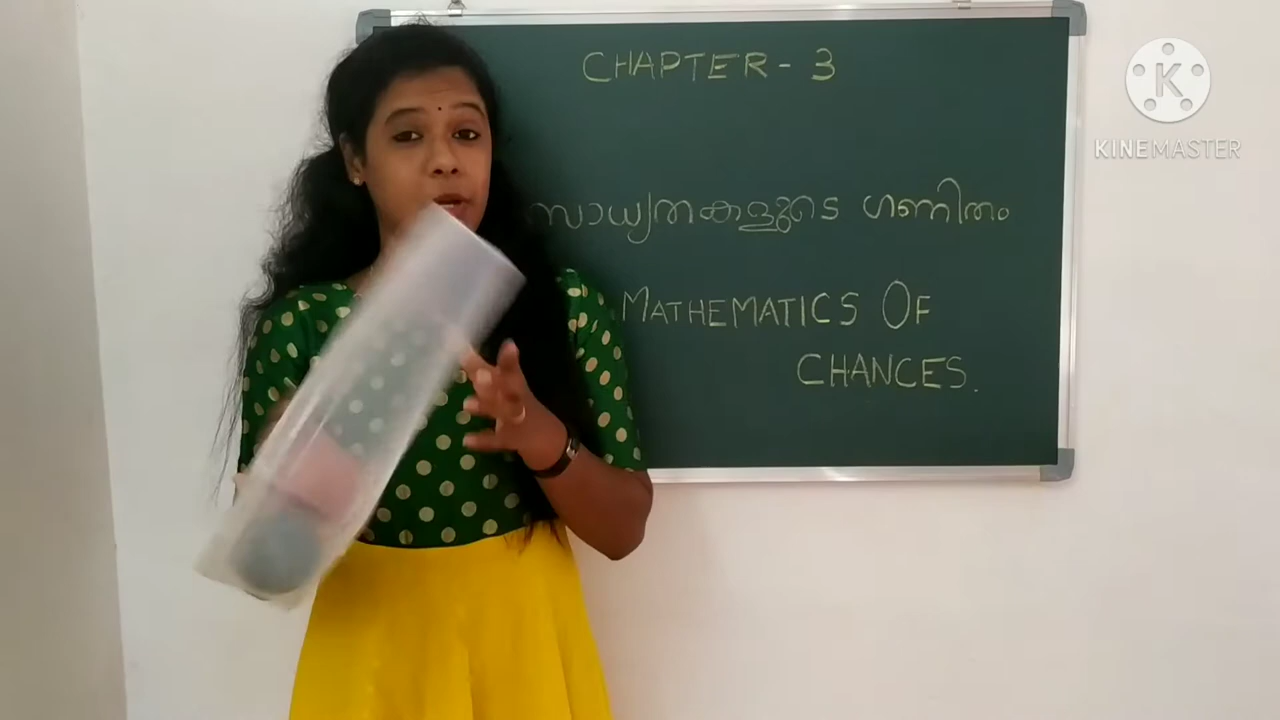 CHAPTER - 3
സാധ്യതകളുടെ ഗണിതം
MATHEMATICS OF
CHANCES.
K
KINEMASTER